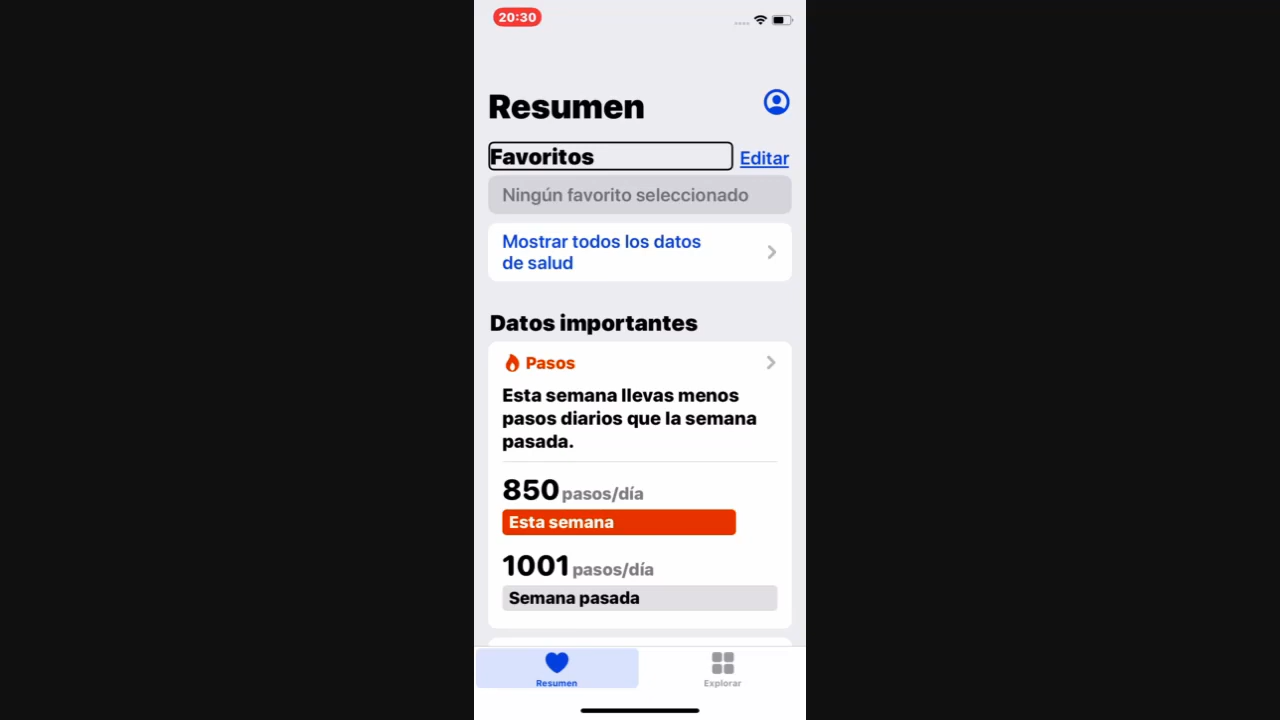 20:30
Resumen
Favoritos
Editar
Ningún favorito seleccionado
Mostrar todos los datos
de salud
Datos importantes
Pasos
Esta semana llevas menos
pasos diarios que la semana
pasada.
850 pasos/día
Esta semana
1001 pasos/día
Semana pasada
Resumen
Explorar